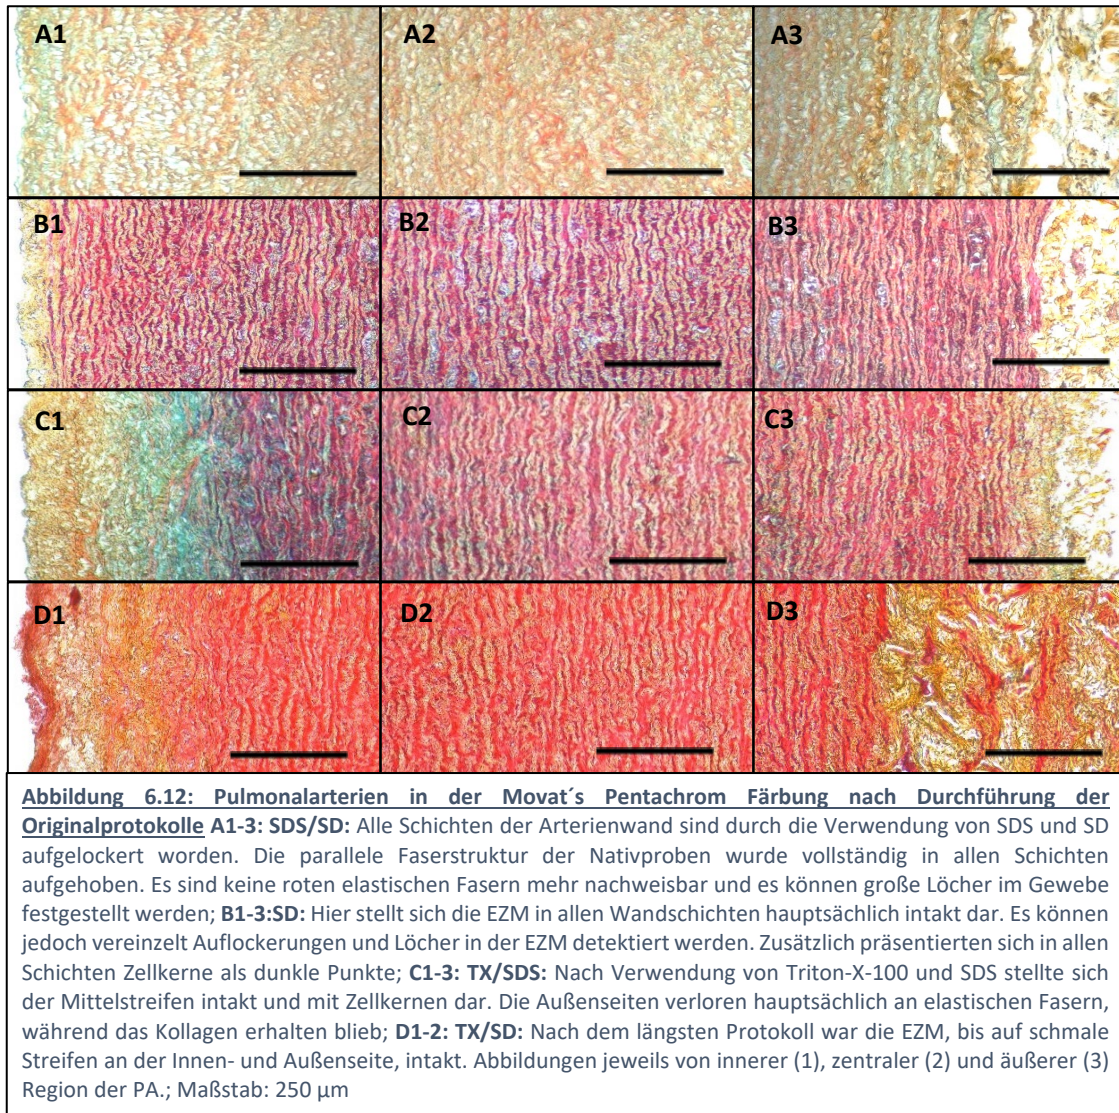 A1 A2 A3
B1 B2 B3
C1 C2 C3
D1 D2 D3
Abbildung 6.12: Pulmonalarterien in der Movat´s Pentachrom Färbung nach Durchführung der
Originalprotokolle A1-3: SDS/SD: Alle Schichten der Arterienwand sind durch die Verwendung von SDS und SD
aufgelockert worden. Die parallele Faserstruktur der Nativproben wurde vollständig in allen Schichten
aufgehoben. Es sind keine roten elastischen Fasern mehr nachweisbar und es können große Löcher im Gewebe
festgestellt werden; B1-3:SD: Hier stellt sich die EZM in allen Wandschichten hauptsächlich intakt dar. Es können
jedoch vereinzelt Auflockerungen und Löcher in der EZM detektiert werden. Zusätzlich präsentierten sich in allen
Schichten Zellkerne als dunkle Punkte; C1-3: TX/SDS: Nach Verwendung von Triton-X-100 und SDS stellte sich
der Mittelstreifen intakt und mit Zellkernen dar. Die Außenseiten verloren hauptsächlich an elastischen Fasern,
während das Kollagen erhalten blieb; D1-2: TX/SD: Nach dem längsten Protokoll war die EZM, bis auf schmale
Streifen an der Innen- und Außenseite, intakt. Abbildungen jeweils von innerer (1), zentraler (2) und äußerer (3)
Region der PA.; Maßstab: 250 µm